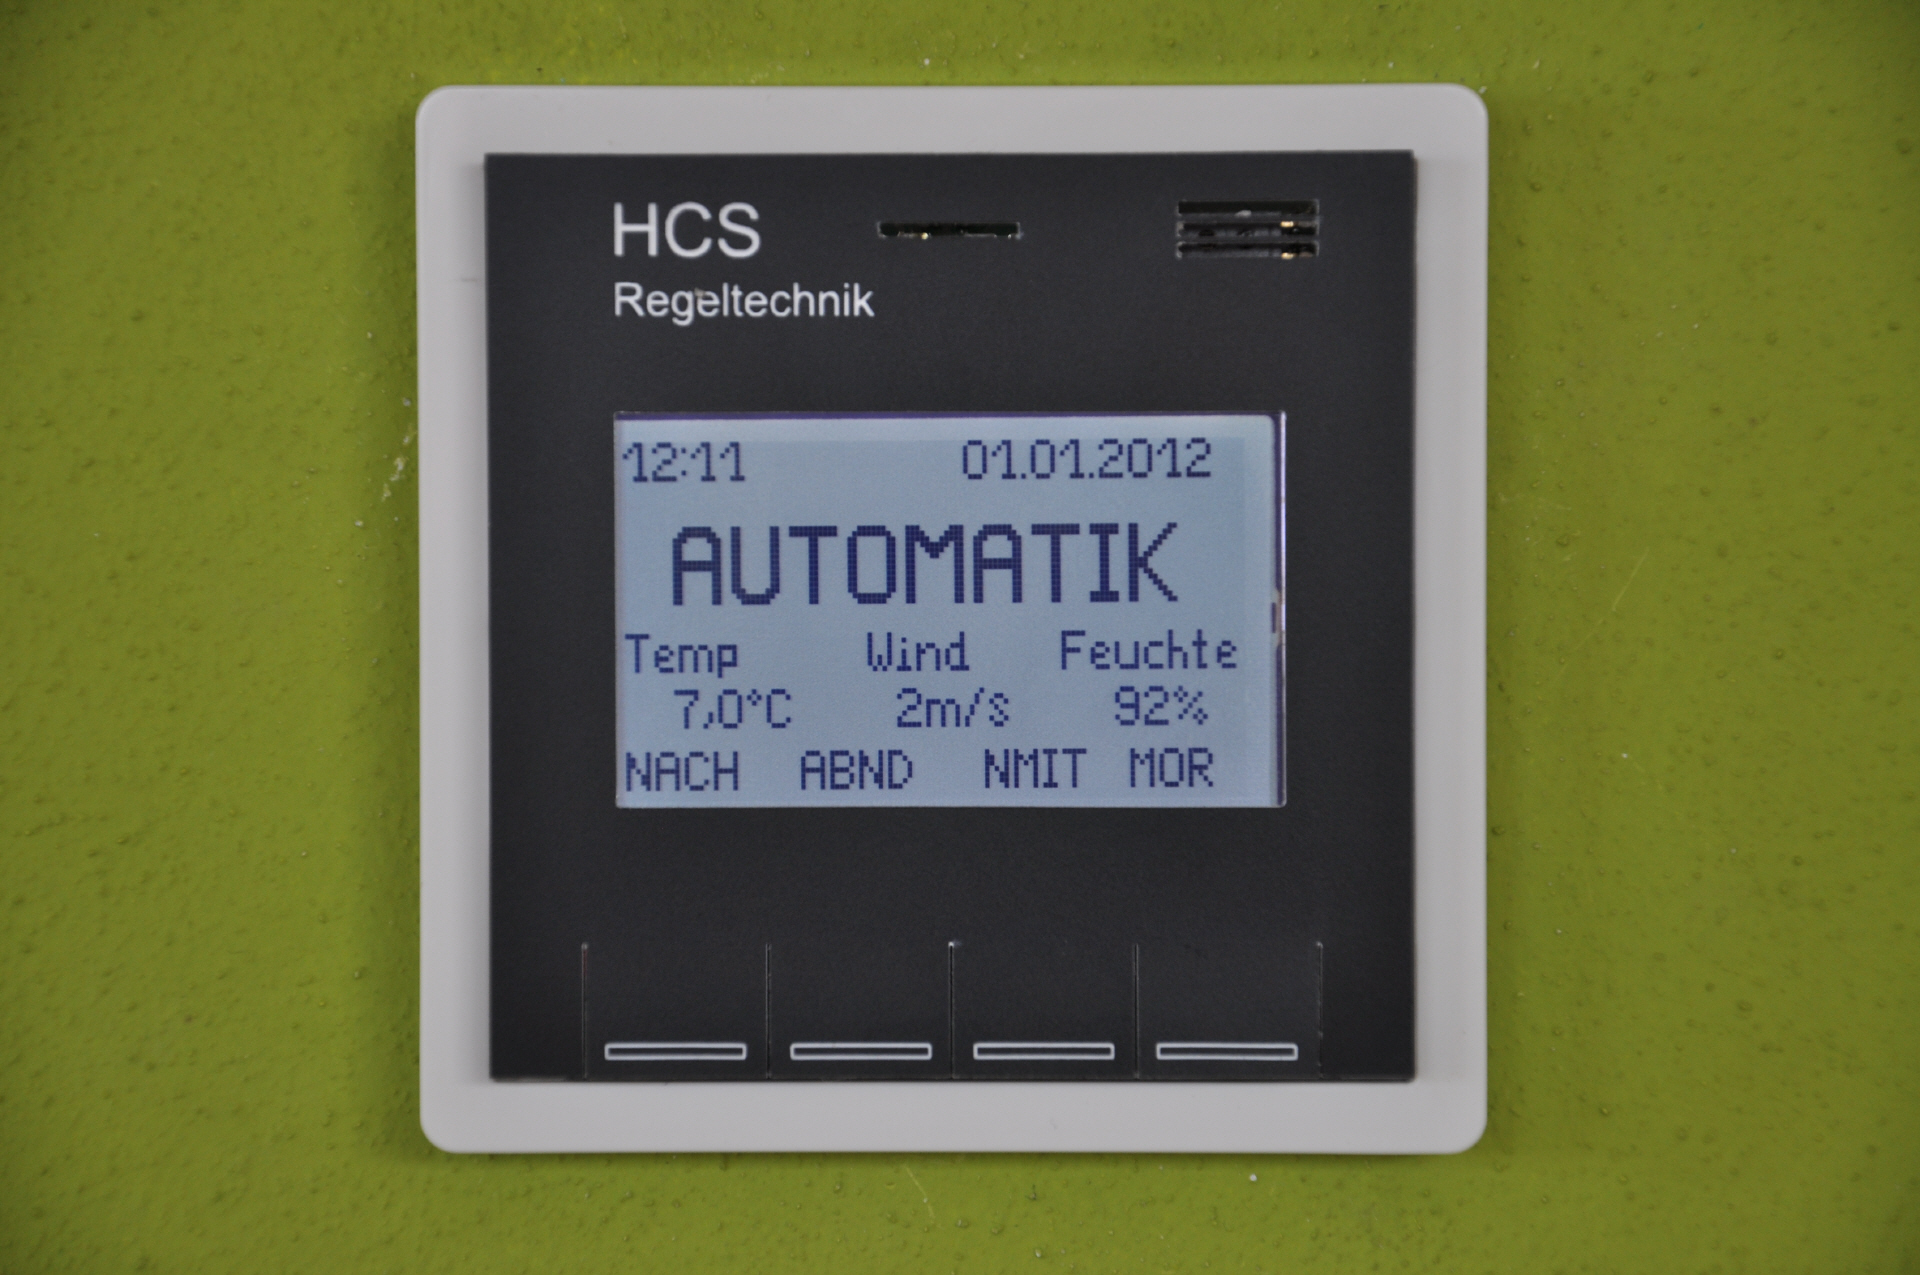 HCS
Regeltechnik
12:11 01.01.2012
AUTOMATIK
Temp Wind Feuchte
7,0°C 2m/s 92%
NACH ABND NMIT MOR